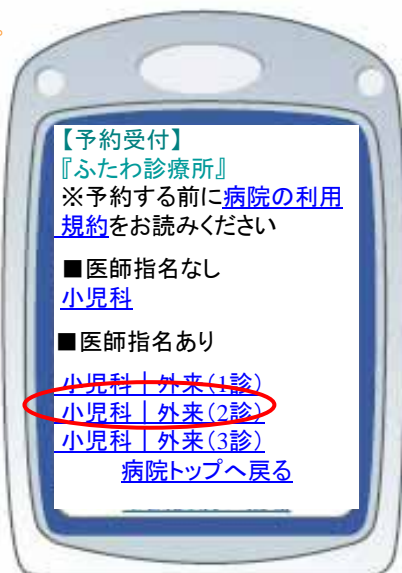 【予約受付】
『ふたわ診療所』
※予約する前に病院の利用
規約をお読みください
■医師指名なし
小児科
■医師指名あり
小児科｜外来(1診)
小児科｜外来(2診)
小児科｜外来(3診)
病院トップへ戻る